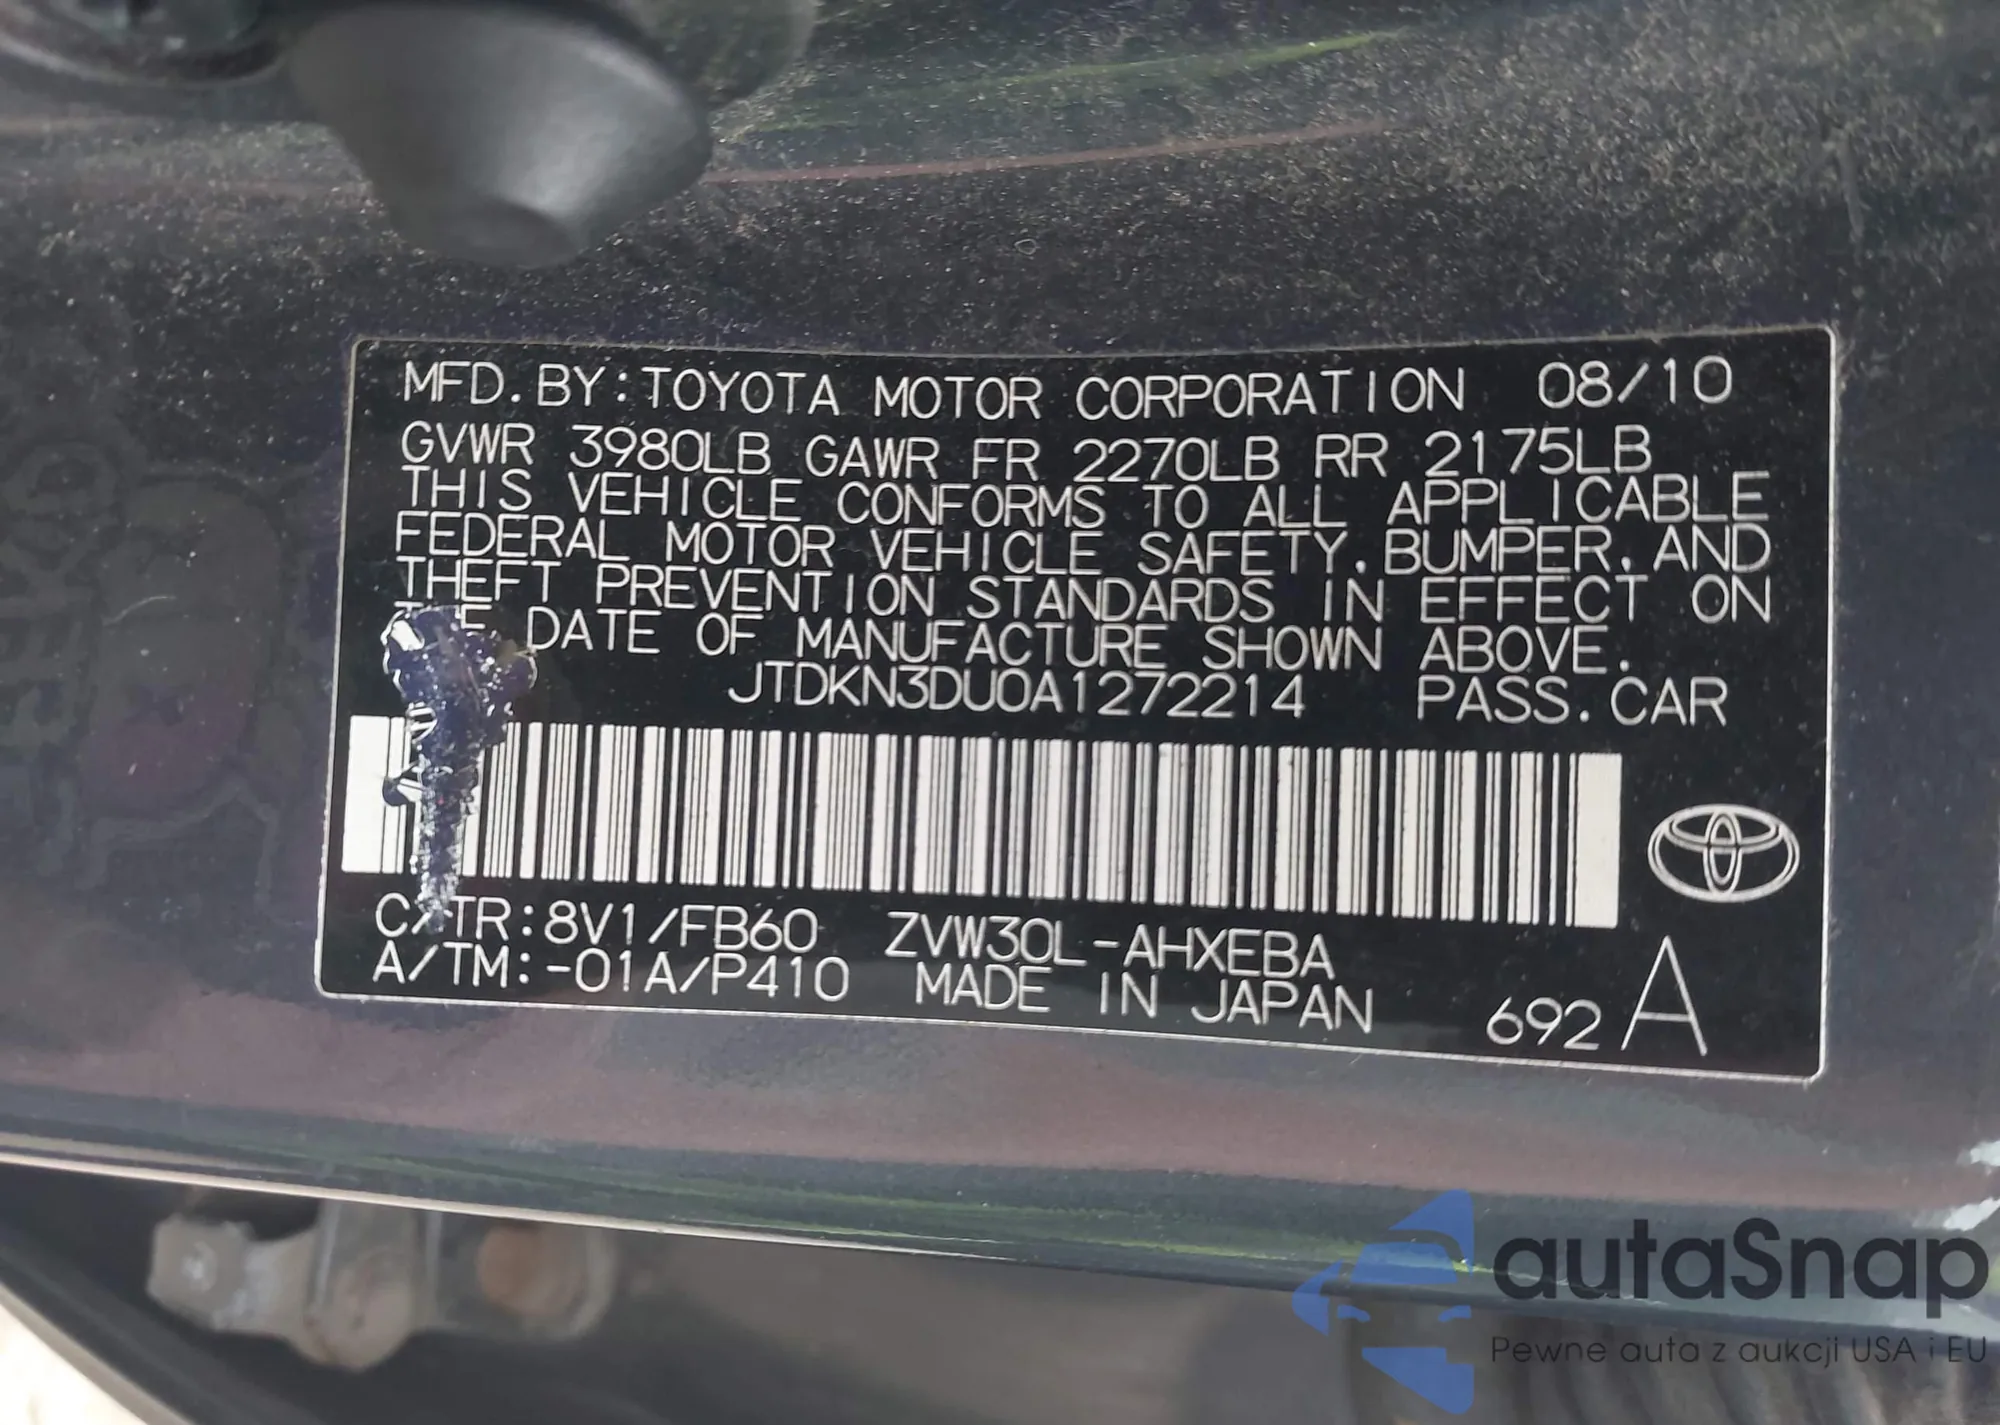 MFD. BY: TOYOTA MOTOR CORPORATION 08/10
GVWR 3980LB GAWR FR 2270LB RR 2175LB
THIS VEHICLE CONFORMS TO ALL APPLICABLE
FEDERAL MOTOR VEHICLE SAFETY, BUMPER, AND
THEFT PREVENTION STANDARDS IN EFFECT ON
DATE OF MANUFACTURE SHOWN ABOVE.
JTDKN3DU0A1272214 PASS. CAR
C/TR: 8V1/FB60 ZVW30L-AHXEBA
A/TM: -01A/P410 MADE IN JAPAN 692 A
autaSnap
Pewne auta z aukcji USA i EU